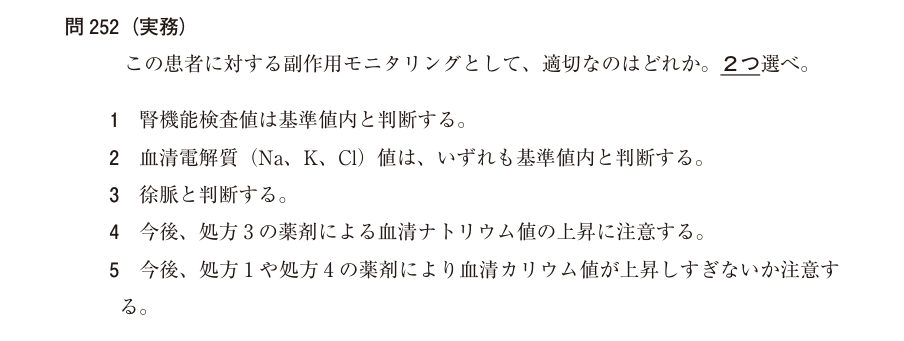 問 252（実務）
この患者に対する副作用モニタリングとして、適切なのはどれか。２つ選べ。
1 腎機能検査値は基準値内と判断する。
2 血清電解質（Na、K、Cl）値は、いずれも基準値内と判断する。
3 徐脈と判断する。
4 今後、処方３の薬剤による血清ナトリウム値の上昇に注意する。
5 今後、処方１や処方４の薬剤により血清カリウム値が上昇しすぎないか注意す
る。